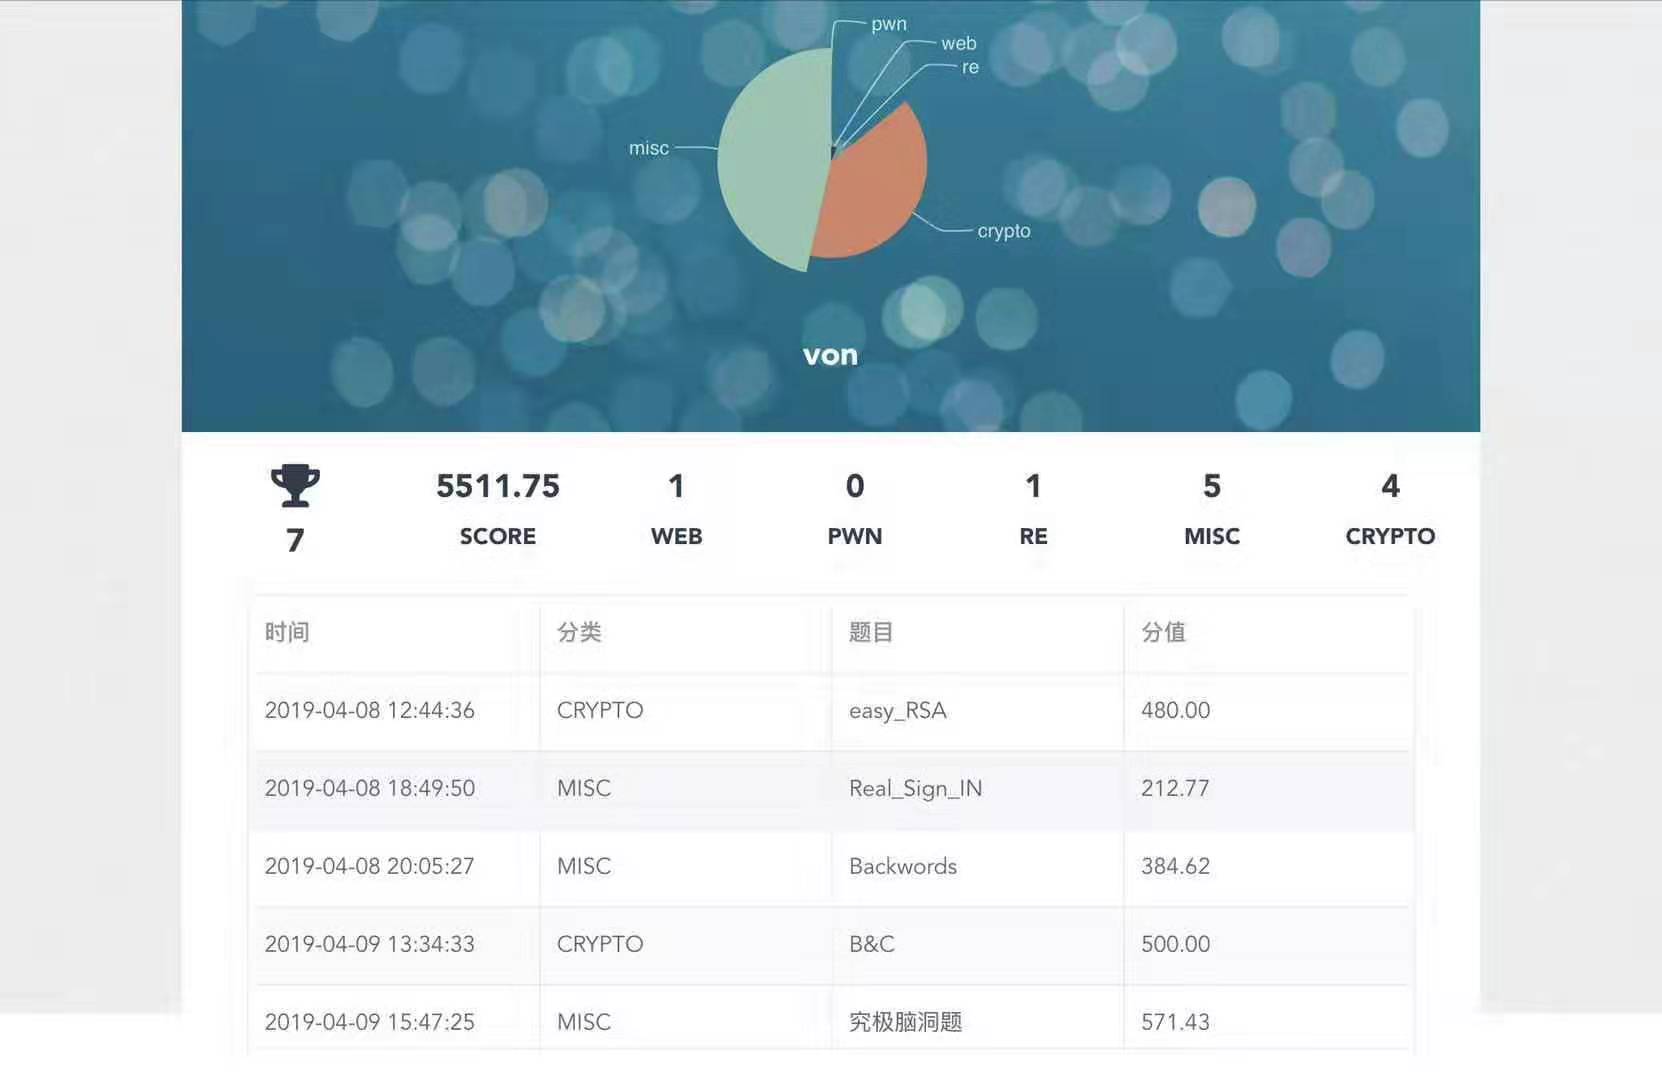 pwn
web
re
misc
crypto
von
7
5511.75 1 0 1 5 4
SCORE WEB PWN RE MISC CRYPTO
时间 分类 题目 分值
2019-04-08 12:44:36 CRYPTO easy_RSA 480.00
2019-04-08 18:49:50 MISC Real_Sign_IN 212.77
2019-04-08 20:05:27 MISC Backwords 384.62
2019-04-09 13:34:33 CRYPTO B&C 500.00
2019-04-09 15:47:25 MISC 究极脑洞题 571.43